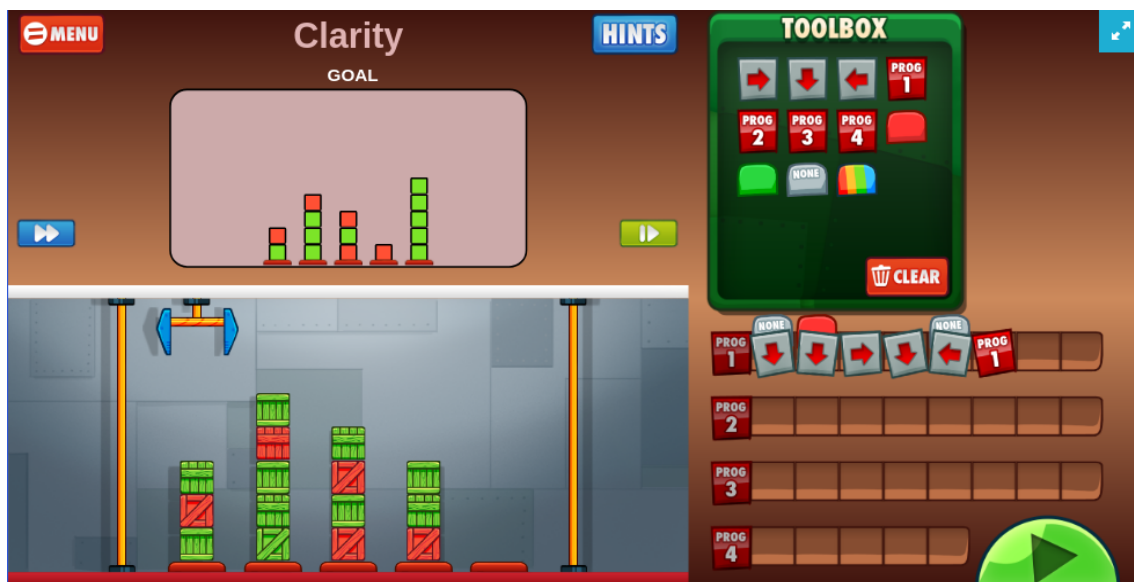 MENU
Clarity
HINTS
GOAL
TOOLBOX
PROG
1
PROG
2
PROG
3
PROG
4
NONE
CLEAR
NONE
NONE
PROG
1
PROG
1
PROG
2
PROG
3
PROG
4